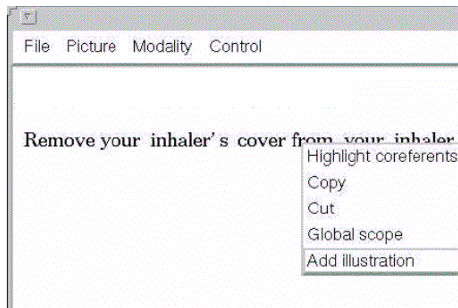 File Picture Modality Control
Remove your inhaler's cover from your inhaler
Highlight coreferents
Copy
Cut
Global scope
Add illustration